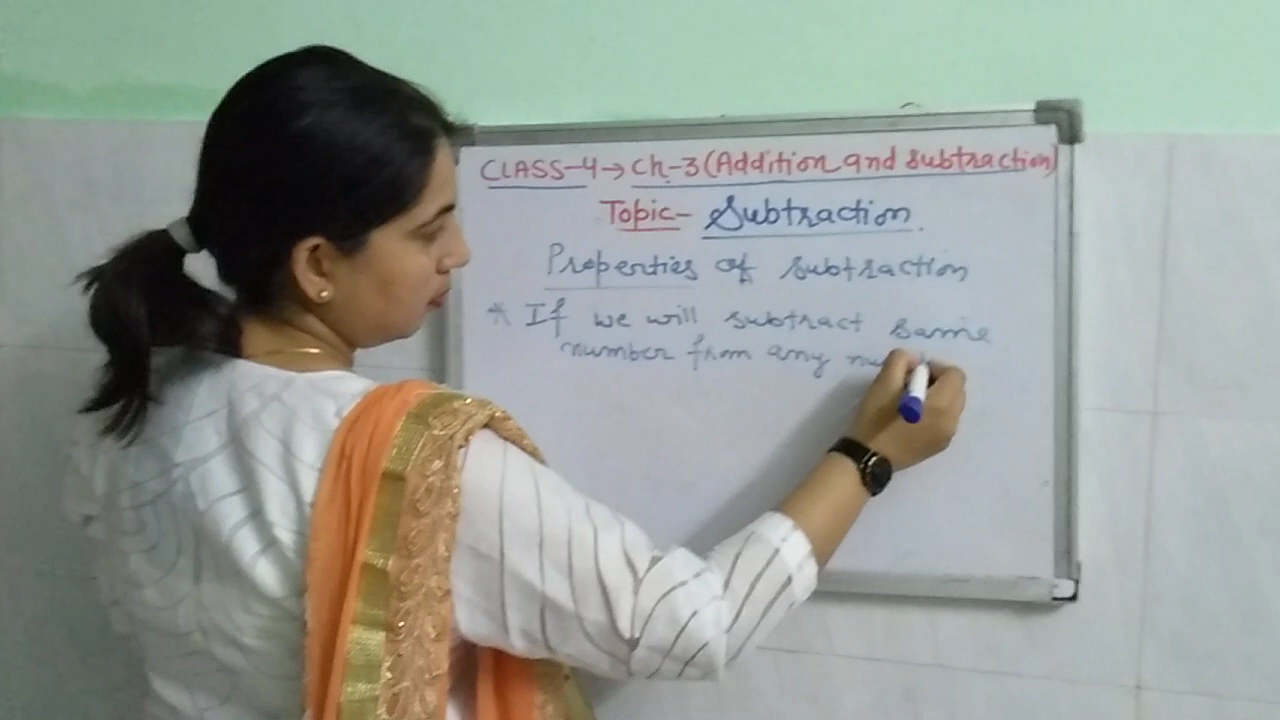 CLASS-4→Ch-3(Addition and Subtraction)
Topic- Subtraction.
Properties of subtraction
* If we will subtract same
number from any